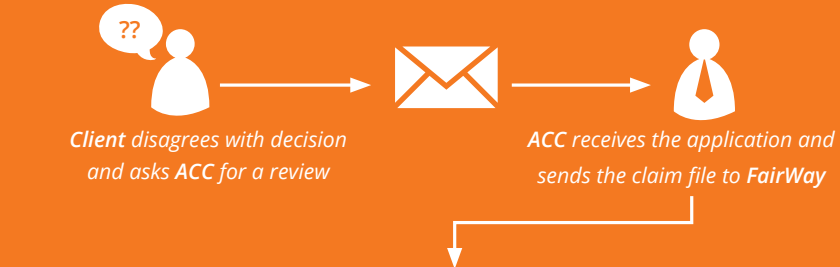 ??
Client disagrees with decision
and asks ACC for a review
ACC receives the application and
sends the claim file to FairWay